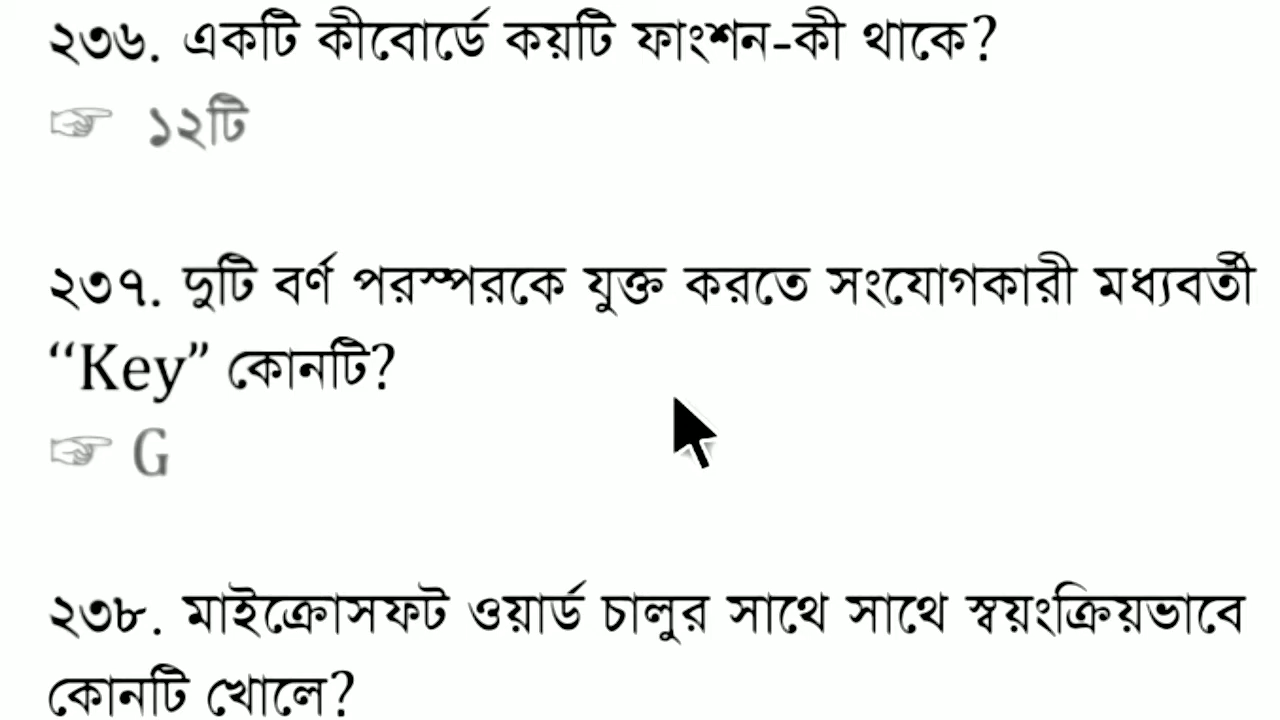 ২৩৬. একটি কীবোর্ডে কয়টি ফাংশন-কী থাকে?
☞ ১২টি
২৩৭. দুটি বর্ণ পরস্পরকে যুক্ত করতে সংযোগকারী মধ্যবর্তী
‘‘Key” কোনটি?
☞ G
২৩৮. মাইক্রোসফট ওয়ার্ড চালুর সাথে সাথে স্বয়ংক্রিয়ভাবে
কোনটি খোলে?